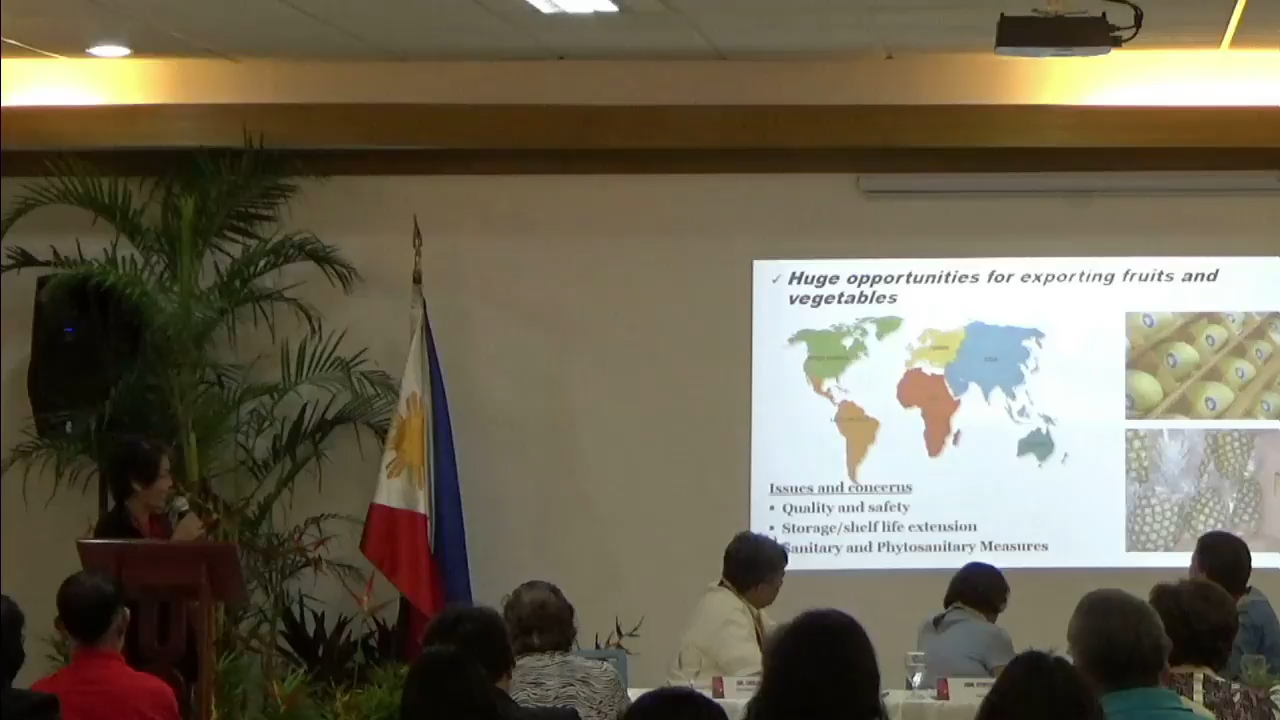 ✓ Huge opportunities for exporting fruits and
vegetables
ASIA
Issues and concerns
▪ Quality and safety
▪ Storage/shelf life extension
Sanitary and Phytosanitary Measures